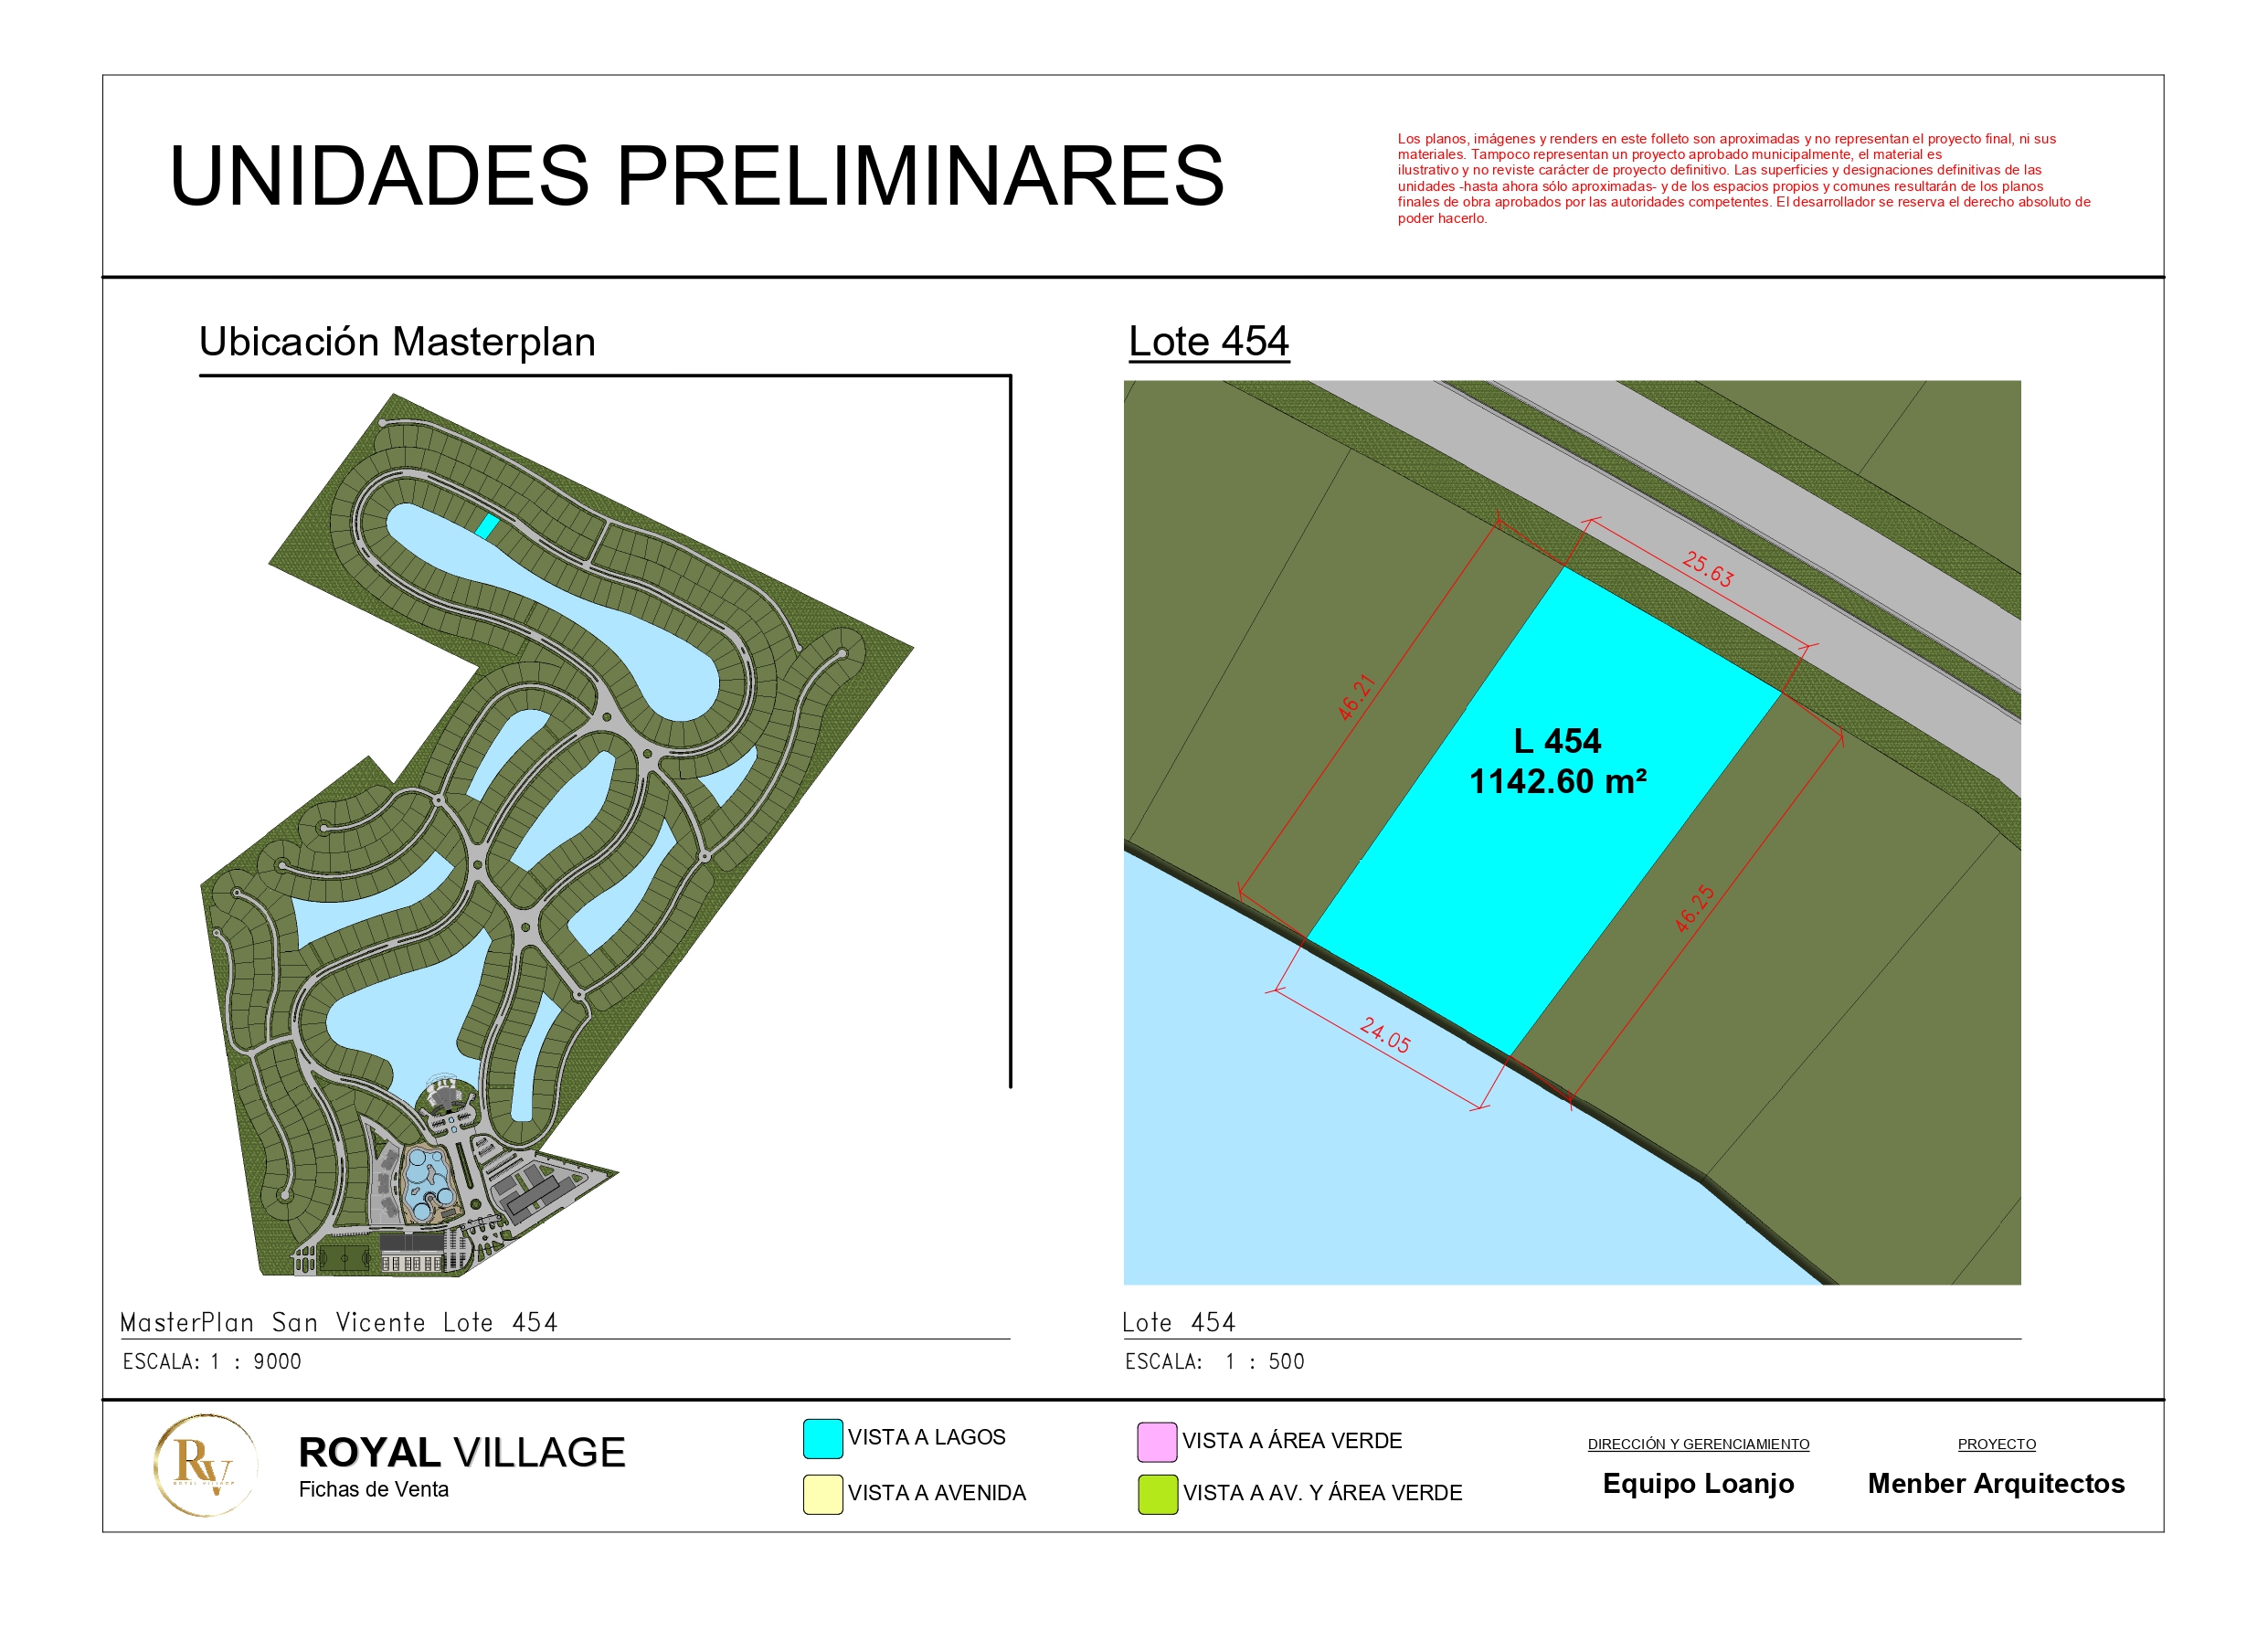 UNIDADES PRELIMINARES
Los planos, imágenes y renders en este folleto son aproximadas y no representan el proyecto final, ni sus
materiales. Tampoco representan un proyecto aprobado municipalmente, el material es
ilustrativo y no reviste carácter de proyecto definitivo. Las superficies y designaciones definitivas de las
unidades -hasta ahora sólo aproximadas- y de los espacios propios y comunes resultarán de los planos
finales de obra aprobados por las autoridades competentes. El desarrollador se reserva el derecho absoluto de
poder hacerlo.
Ubicación Masterplan
Lote 454
25.63
46.21
L 454
1142.60 m²
46.25
24.05
MasterPlan San Vicente Lote 454
ESCALA: 1 : 9000
Lote 454
ESCALA: 1 : 500
RV
ROYAL VILLAGE
ROYAL VILLAGE
Fichas de Venta
VISTA A LAGOS
VISTA A AVENIDA
VISTA A ÁREA VERDE
VISTA A AV. Y ÁREA VERDE
DIRECCIÓN Y GERENCIAMIENTO
Equipo Loanjo
PROYECTO
Menber Arquitectos